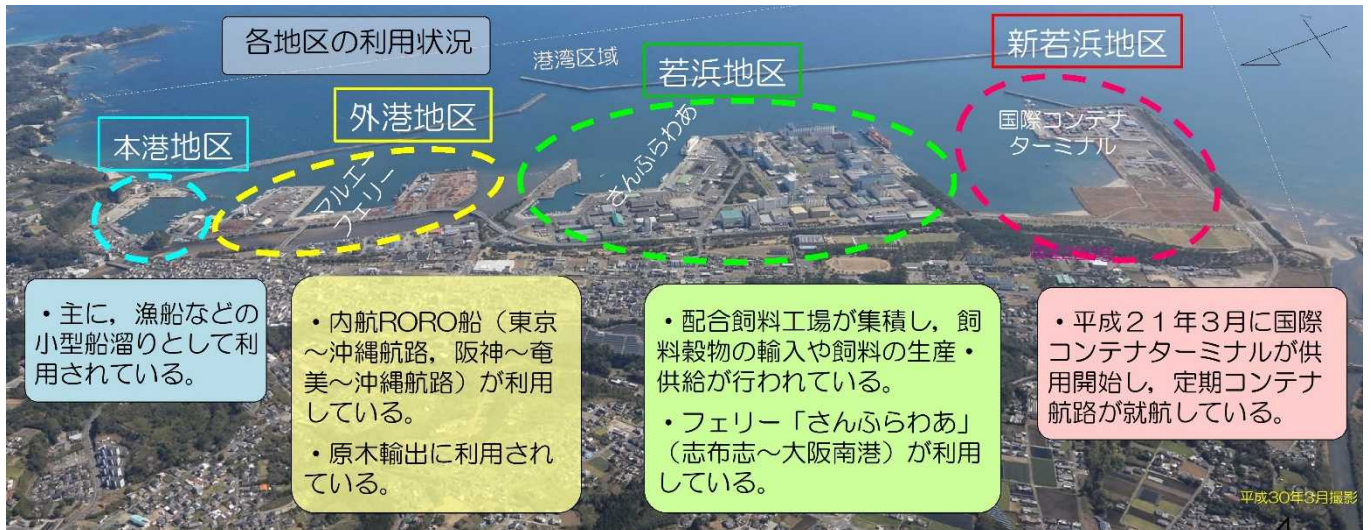 各地区の利用状況
港湾区域
新若浜地区
若浜地区
外港地区
本港地区
国際コンテナ
ターミナル
さんふらわあ
マルエフ
フェリー
・主に，漁船などの
小型船溜りとして利
用されている。
・内航RORO船（東京
～沖縄航路，阪神～奄
美～沖縄航路）が利用
している。
・原木輸出に利用され
ている。
・配合飼料工場が集積し，飼
料穀物の輸入や飼料の生産・
供給が行われている。
・フェリー「さんふらわあ」
（志布志～大阪南港）が利用
している。
・平成２１年３月に国際
コンテナターミナルが供
用開始し，定期コンテナ
航路が就航している。
平成30年3月撮影